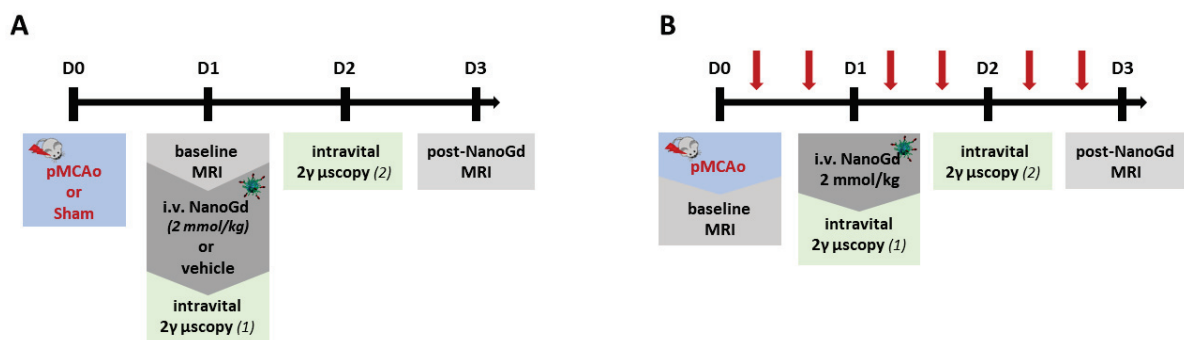 A
D0 D1 D2 D3
pMCAo
or
Sham
baseline
MRI
i.v. NanoGd
(2 mmol/kg)
or
vehicle
intravital
2γ µscopy (1)
intravital
2γ µscopy (2)
post-NanoGd
MRI
B
D0 D1 D2 D3
pMCAo
baseline
MRI
i.v. NanoGd
2 mmol/kg
intravital
2γ µscopy (1)
intravital
2γ µscopy (2)
post-NanoGd
MRI